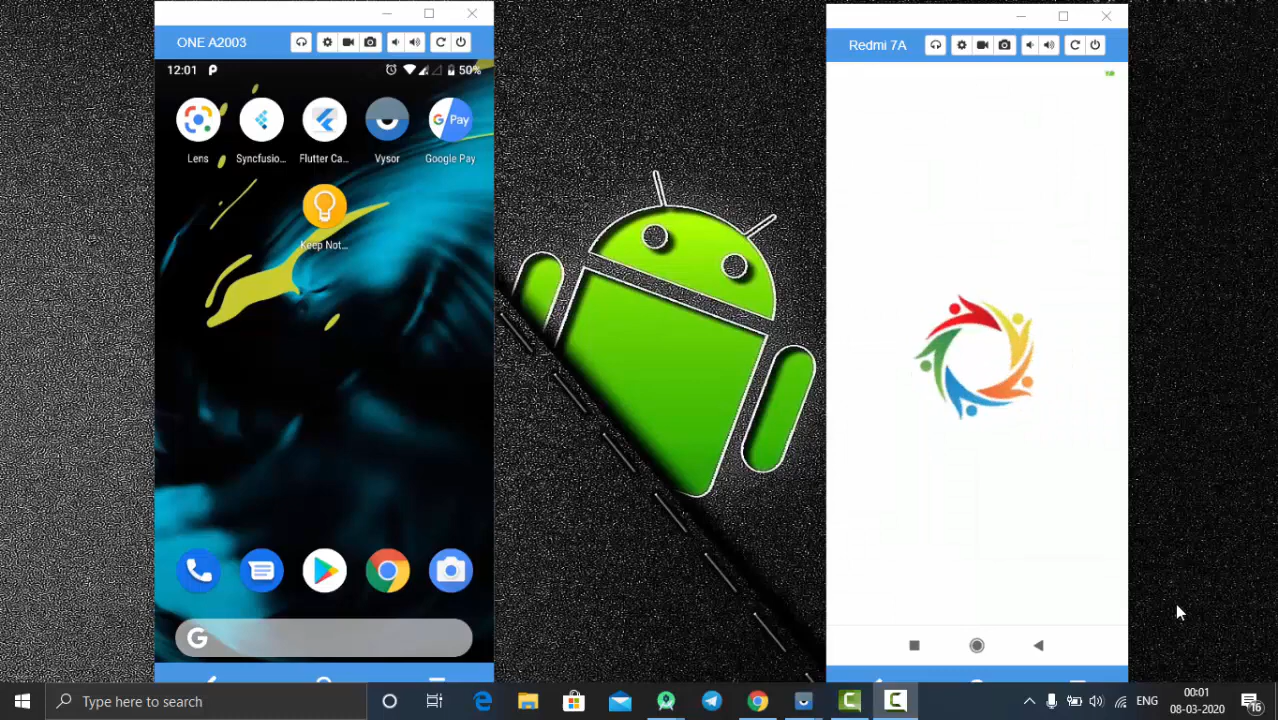 ONE A2003
12:01
50%
Lens
Syncfusio...
Flutter Ca...
Vysor
G Pay
Google Pay
Keep Not...
G
Redmi 7A
Type here to search
ENG
00:01
08-03-2020
16